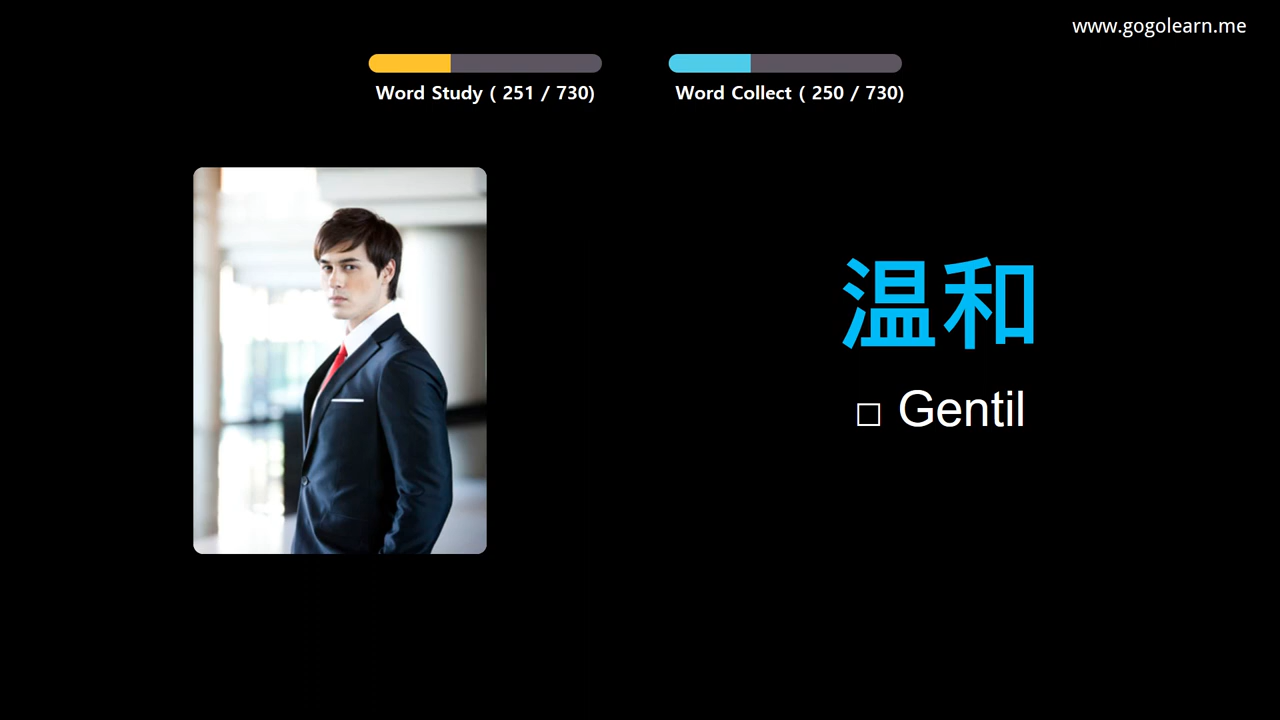 www.gogolearn.me
Word Study ( 251 / 730)
Word Collect ( 250 / 730)
温和
□ Gentil